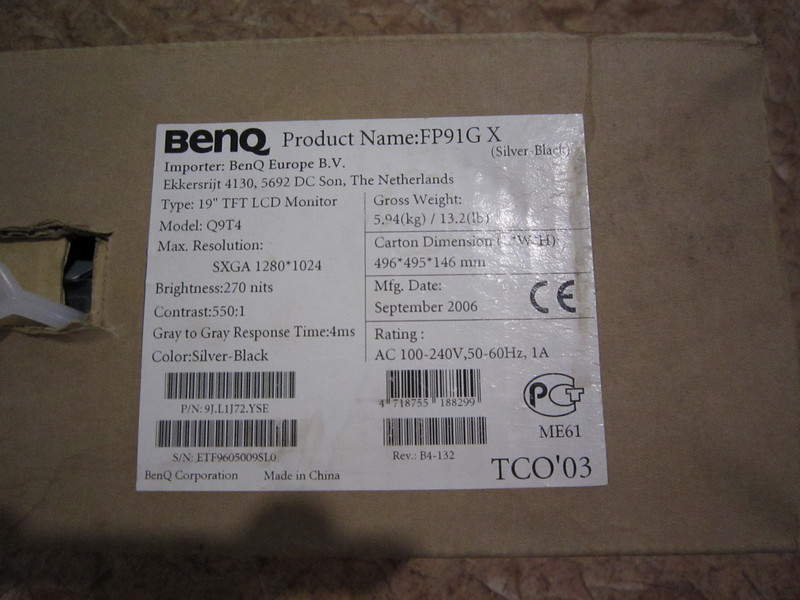 BenQ Product Name:FP91G X
(Silver-Black)
Importer: BenQ Europe B.V.
Ekkersrijt 4130, 5692 DC Son, The Netherlands
Type: 19" TFT LCD Monitor
Model: Q9T4
Max. Resolution:
SXGA 1280*1024
Brightness:270 nits
Contrast:550:1
Gray to Gray Response Time:4ms
Color:Silver-Black
Gross Weight:
5.94(kg) / 13.2(lb)
Carton Dimension *W*H)
496*495*146 mm
Mfg. Date:
September 2006
CE
Rating :
AC 100-240V,50-60Hz, 1A
P/N: 9J.L1J72.YSE
4 718755 188299
S/N: ETF9605009SL0
Rev.: B4-132
РСТ
ME61
TCO'03
BenQ Corporation Made in China